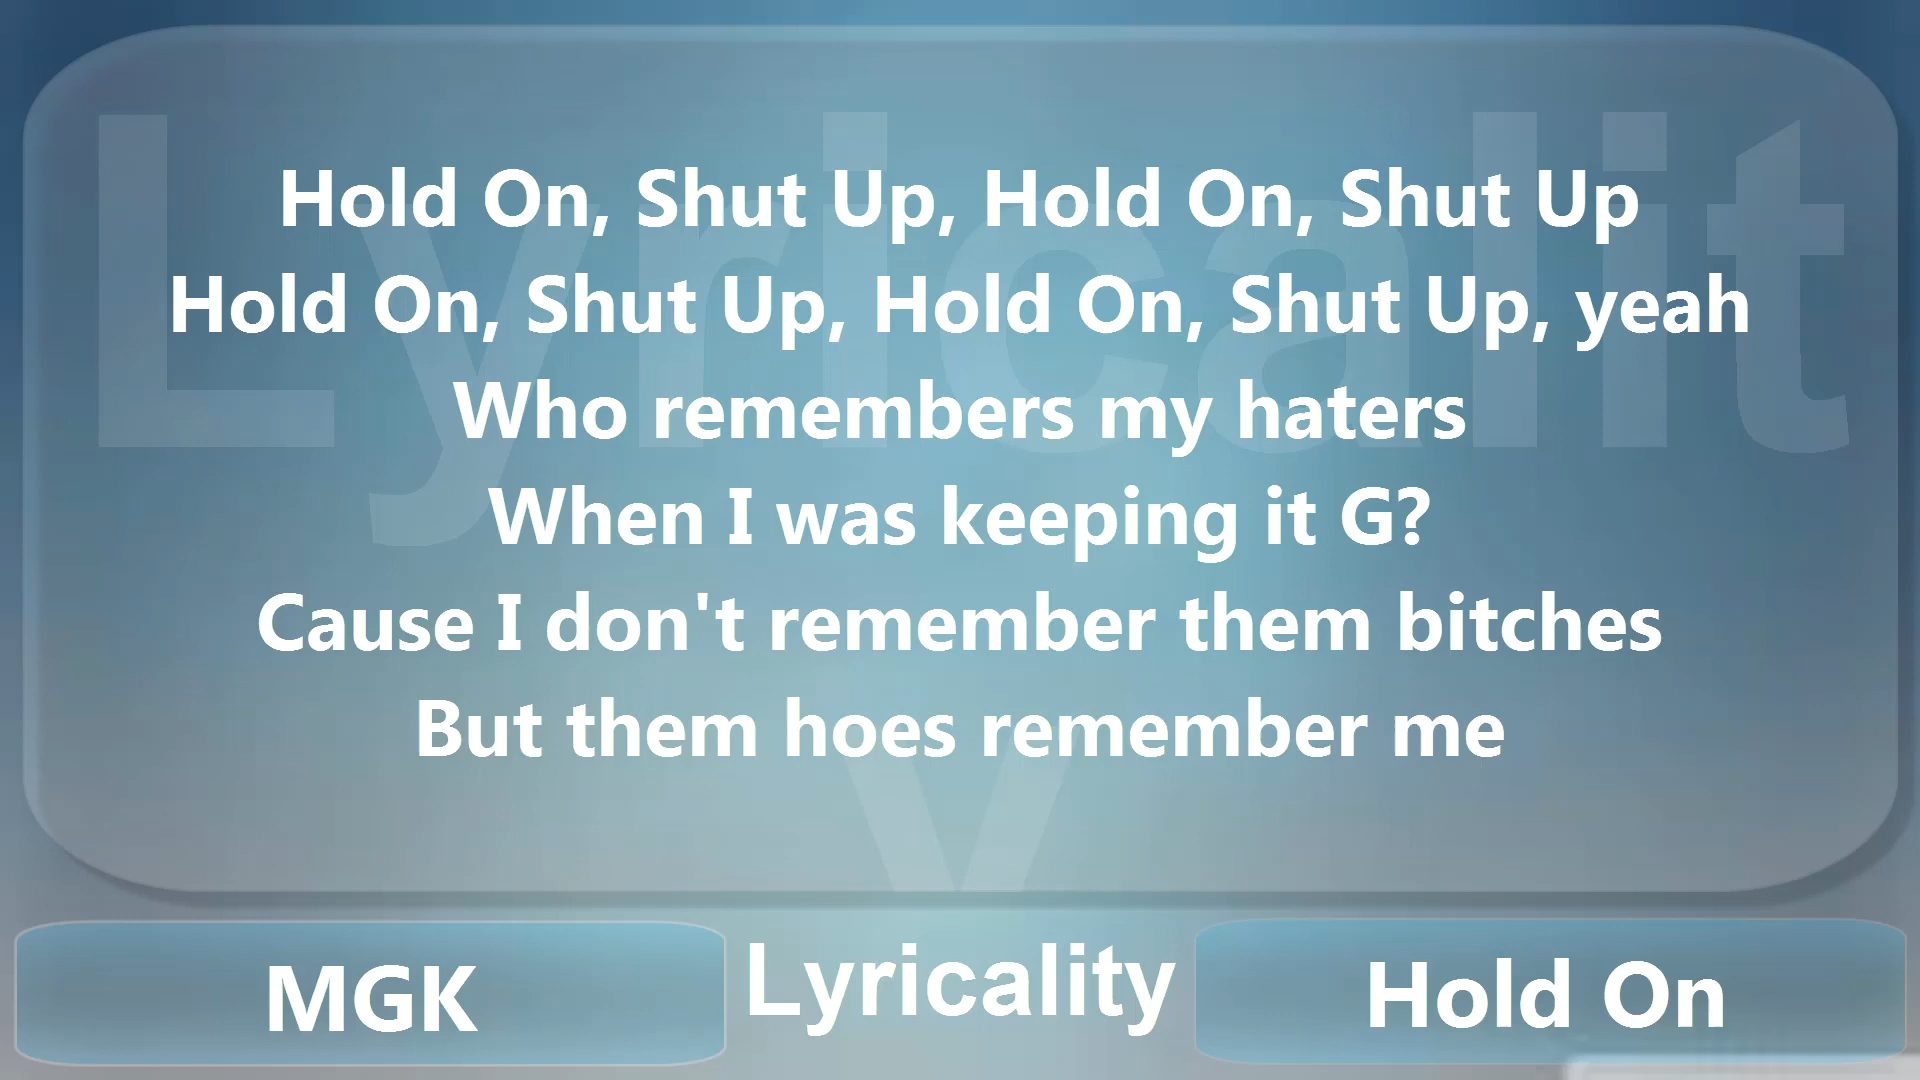 Hold On, Shut Up, Hold On, Shut Up
Hold On, Shut Up, Hold On, Shut Up, yeah
Who remembers my haters
When I was keeping it G?
Cause I don't remember them bitches
But them hoes remember me
Lyricalit
y
MGK
Lyricality
Hold On